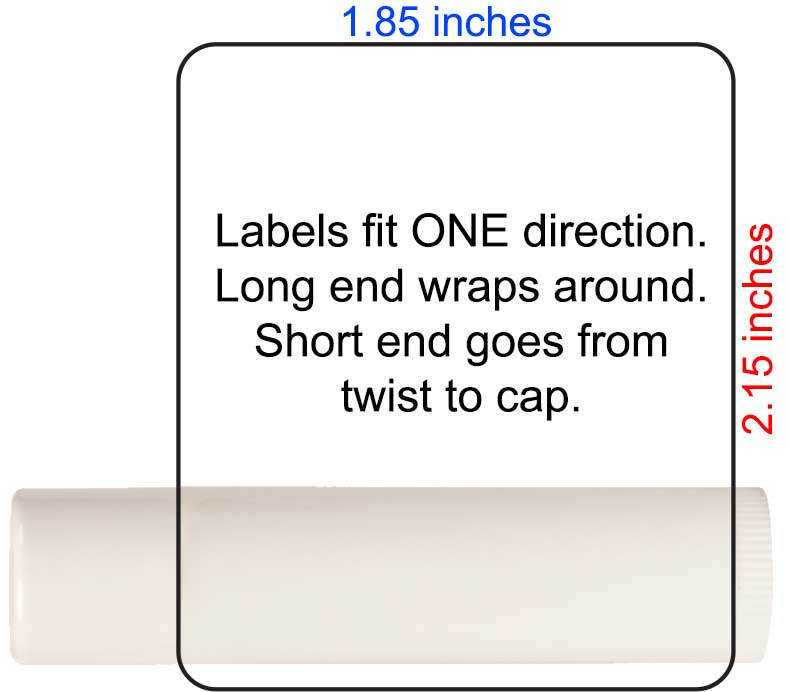 1.85 inches
Labels fit ONE direction.
Long end wraps around.
Short end goes from
twist to cap.
2.15 inches